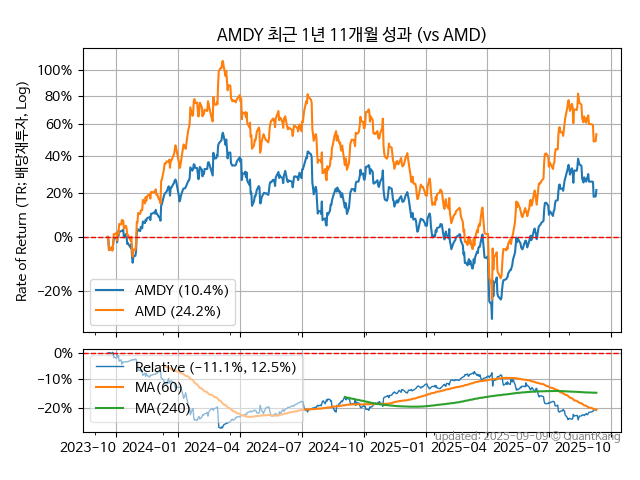 AMDY 최근 1년 11개월 성과 (vs AMD)
Rate of Return (TR: 배당재투자, Log)
100%
80%
60%
40%
20%
0%
−20%
AMDY (10.4%)
AMD (24.2%)
0%
−10%
−20%
Relative (−11.1%, 12.5%)
MA(60)
MA(240)
2023-10 2024-01 2024-04 2024-07 2024-10 2025-01 2025-04 2025-07 2025-10
updated: 2025-09-09 © QuantKang